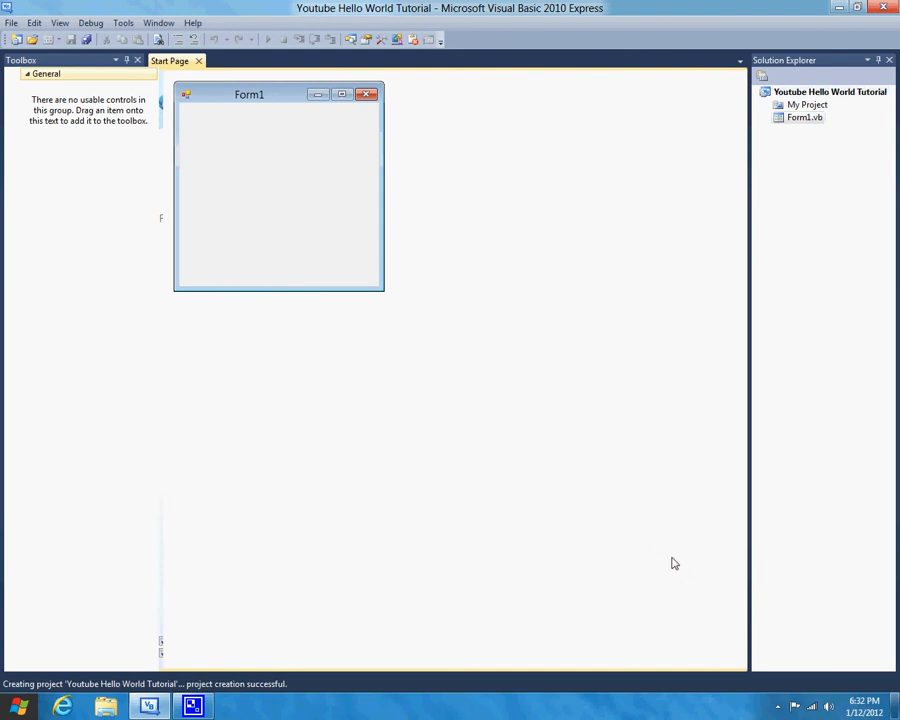 Youtube Hello World Tutorial - Microsoft Visual Basic 2010 Express
File Edit View Debug Tools Window Help
Toolbox
Start Page
Solution Explorer
General
There are no usable controls in
this group. Drag an item onto
this text to add it to the toolbox.
Form1
Youtube Hello World Tutorial
My Project
Form1.vb
F
Creating project 'Youtube Hello World Tutorial'... project creation successful.
VB
6:32 PM
1/12/2012